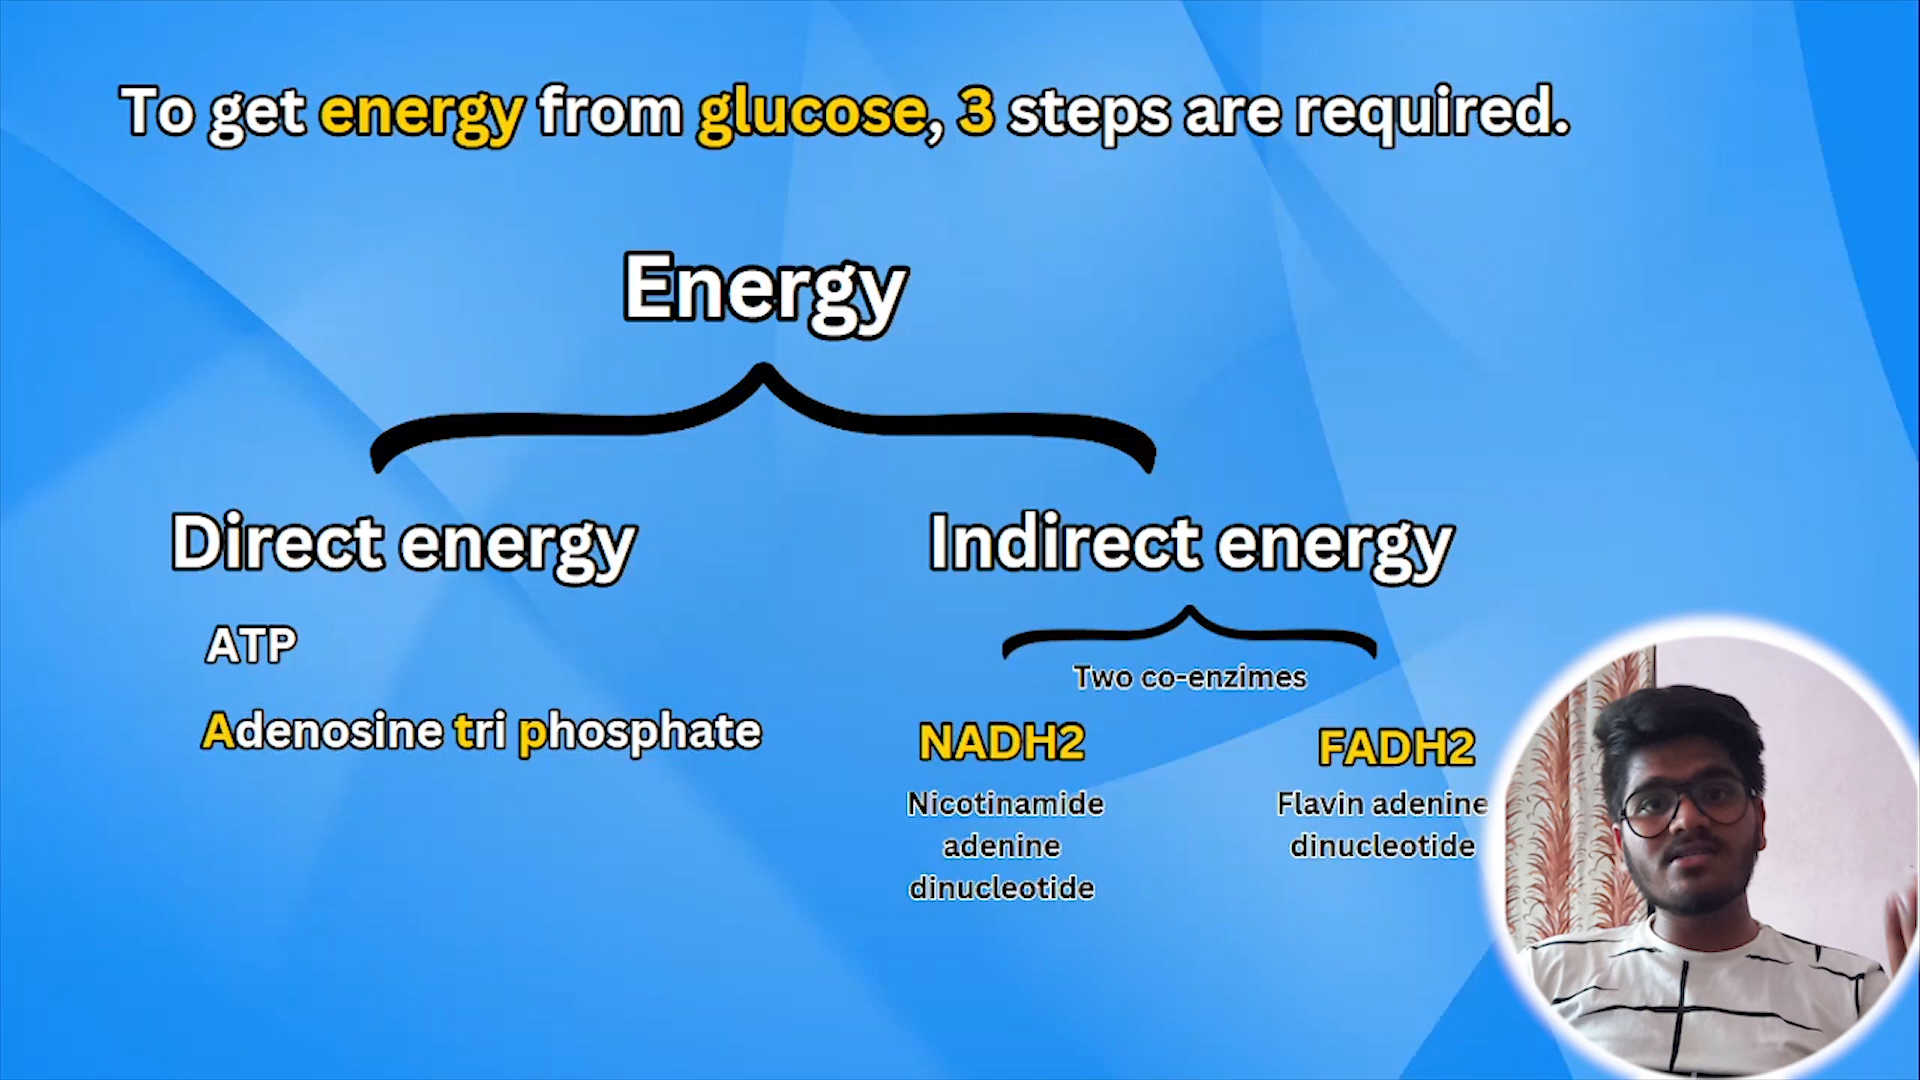 To get energy from glucose, 3 steps are required.
Energy
Direct energy
ATP
Adenosine tri phosphate
Indirect energy
Two co-enzimes
NADH2
Nicotinamide
adenine
dinucleotide
FADH2
Flavin adenine
dinucleotide